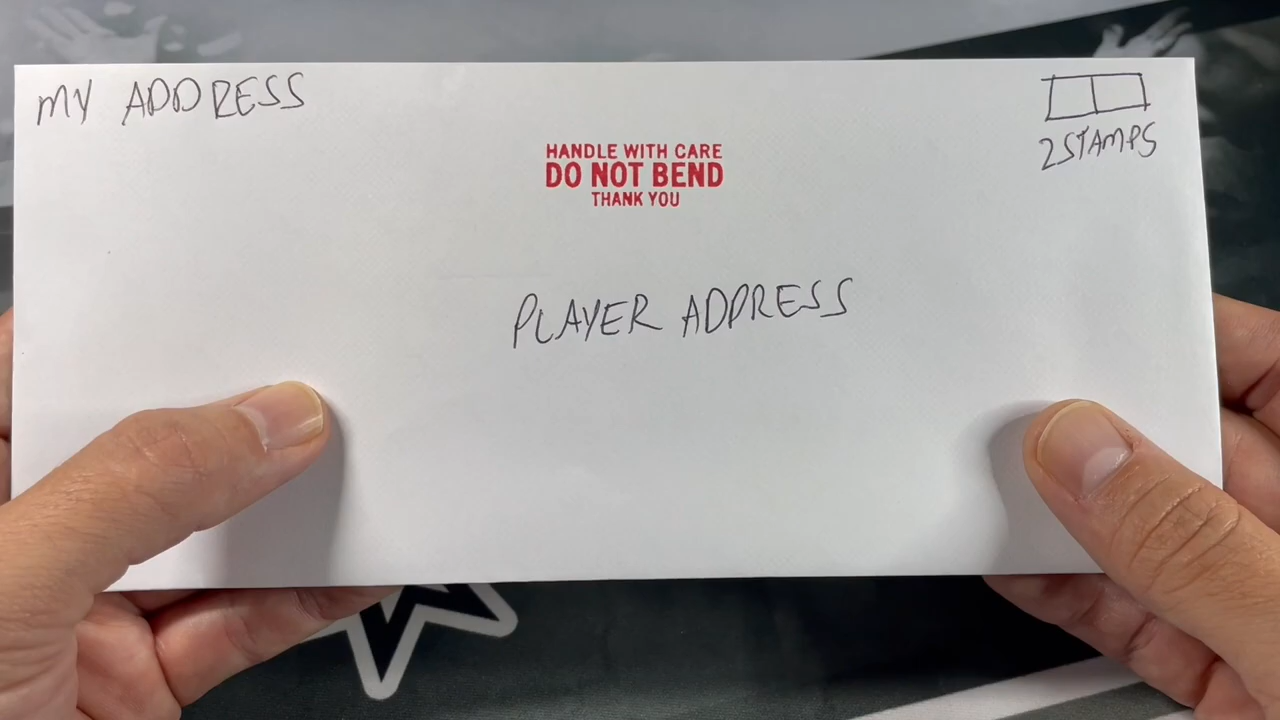 MY ADDRESS
2 STAMPS
HANDLE WITH CARE
DO NOT BEND
THANK YOU
PLAYER ADDRESS